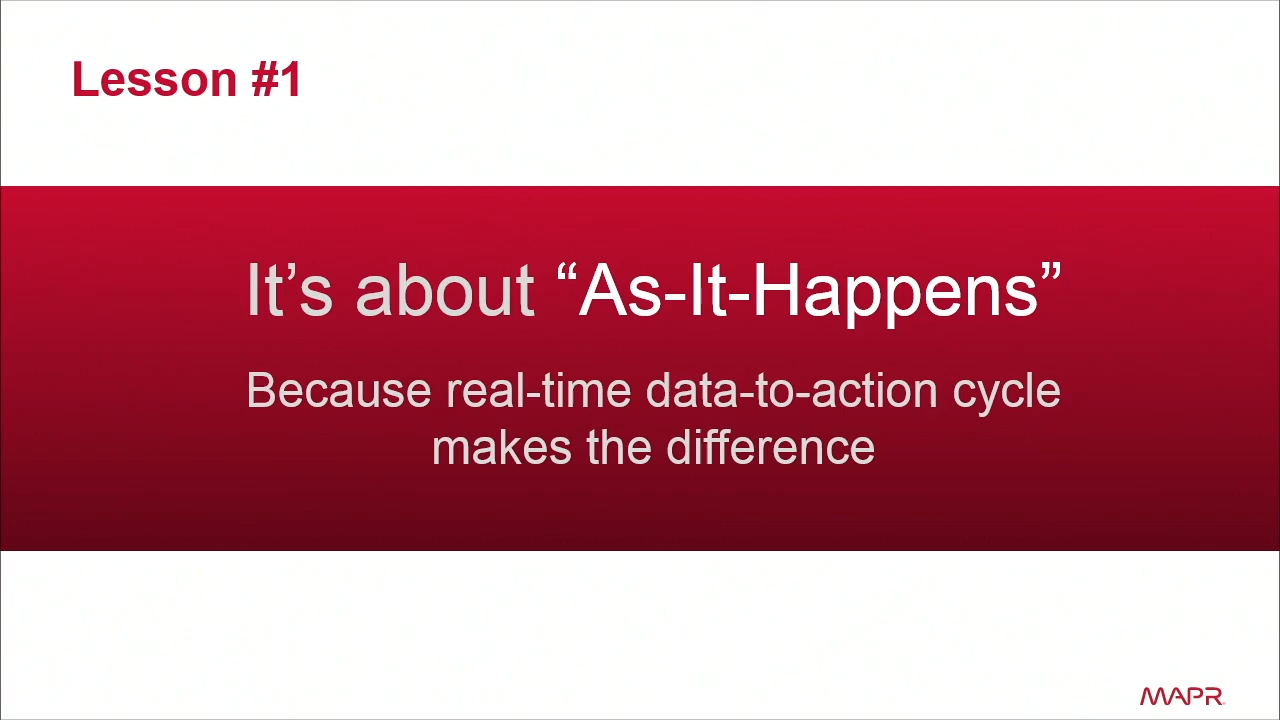 Lesson #1
It’s about “As-It-Happens”
Because real-time data-to-action cycle
makes the difference
MAPR